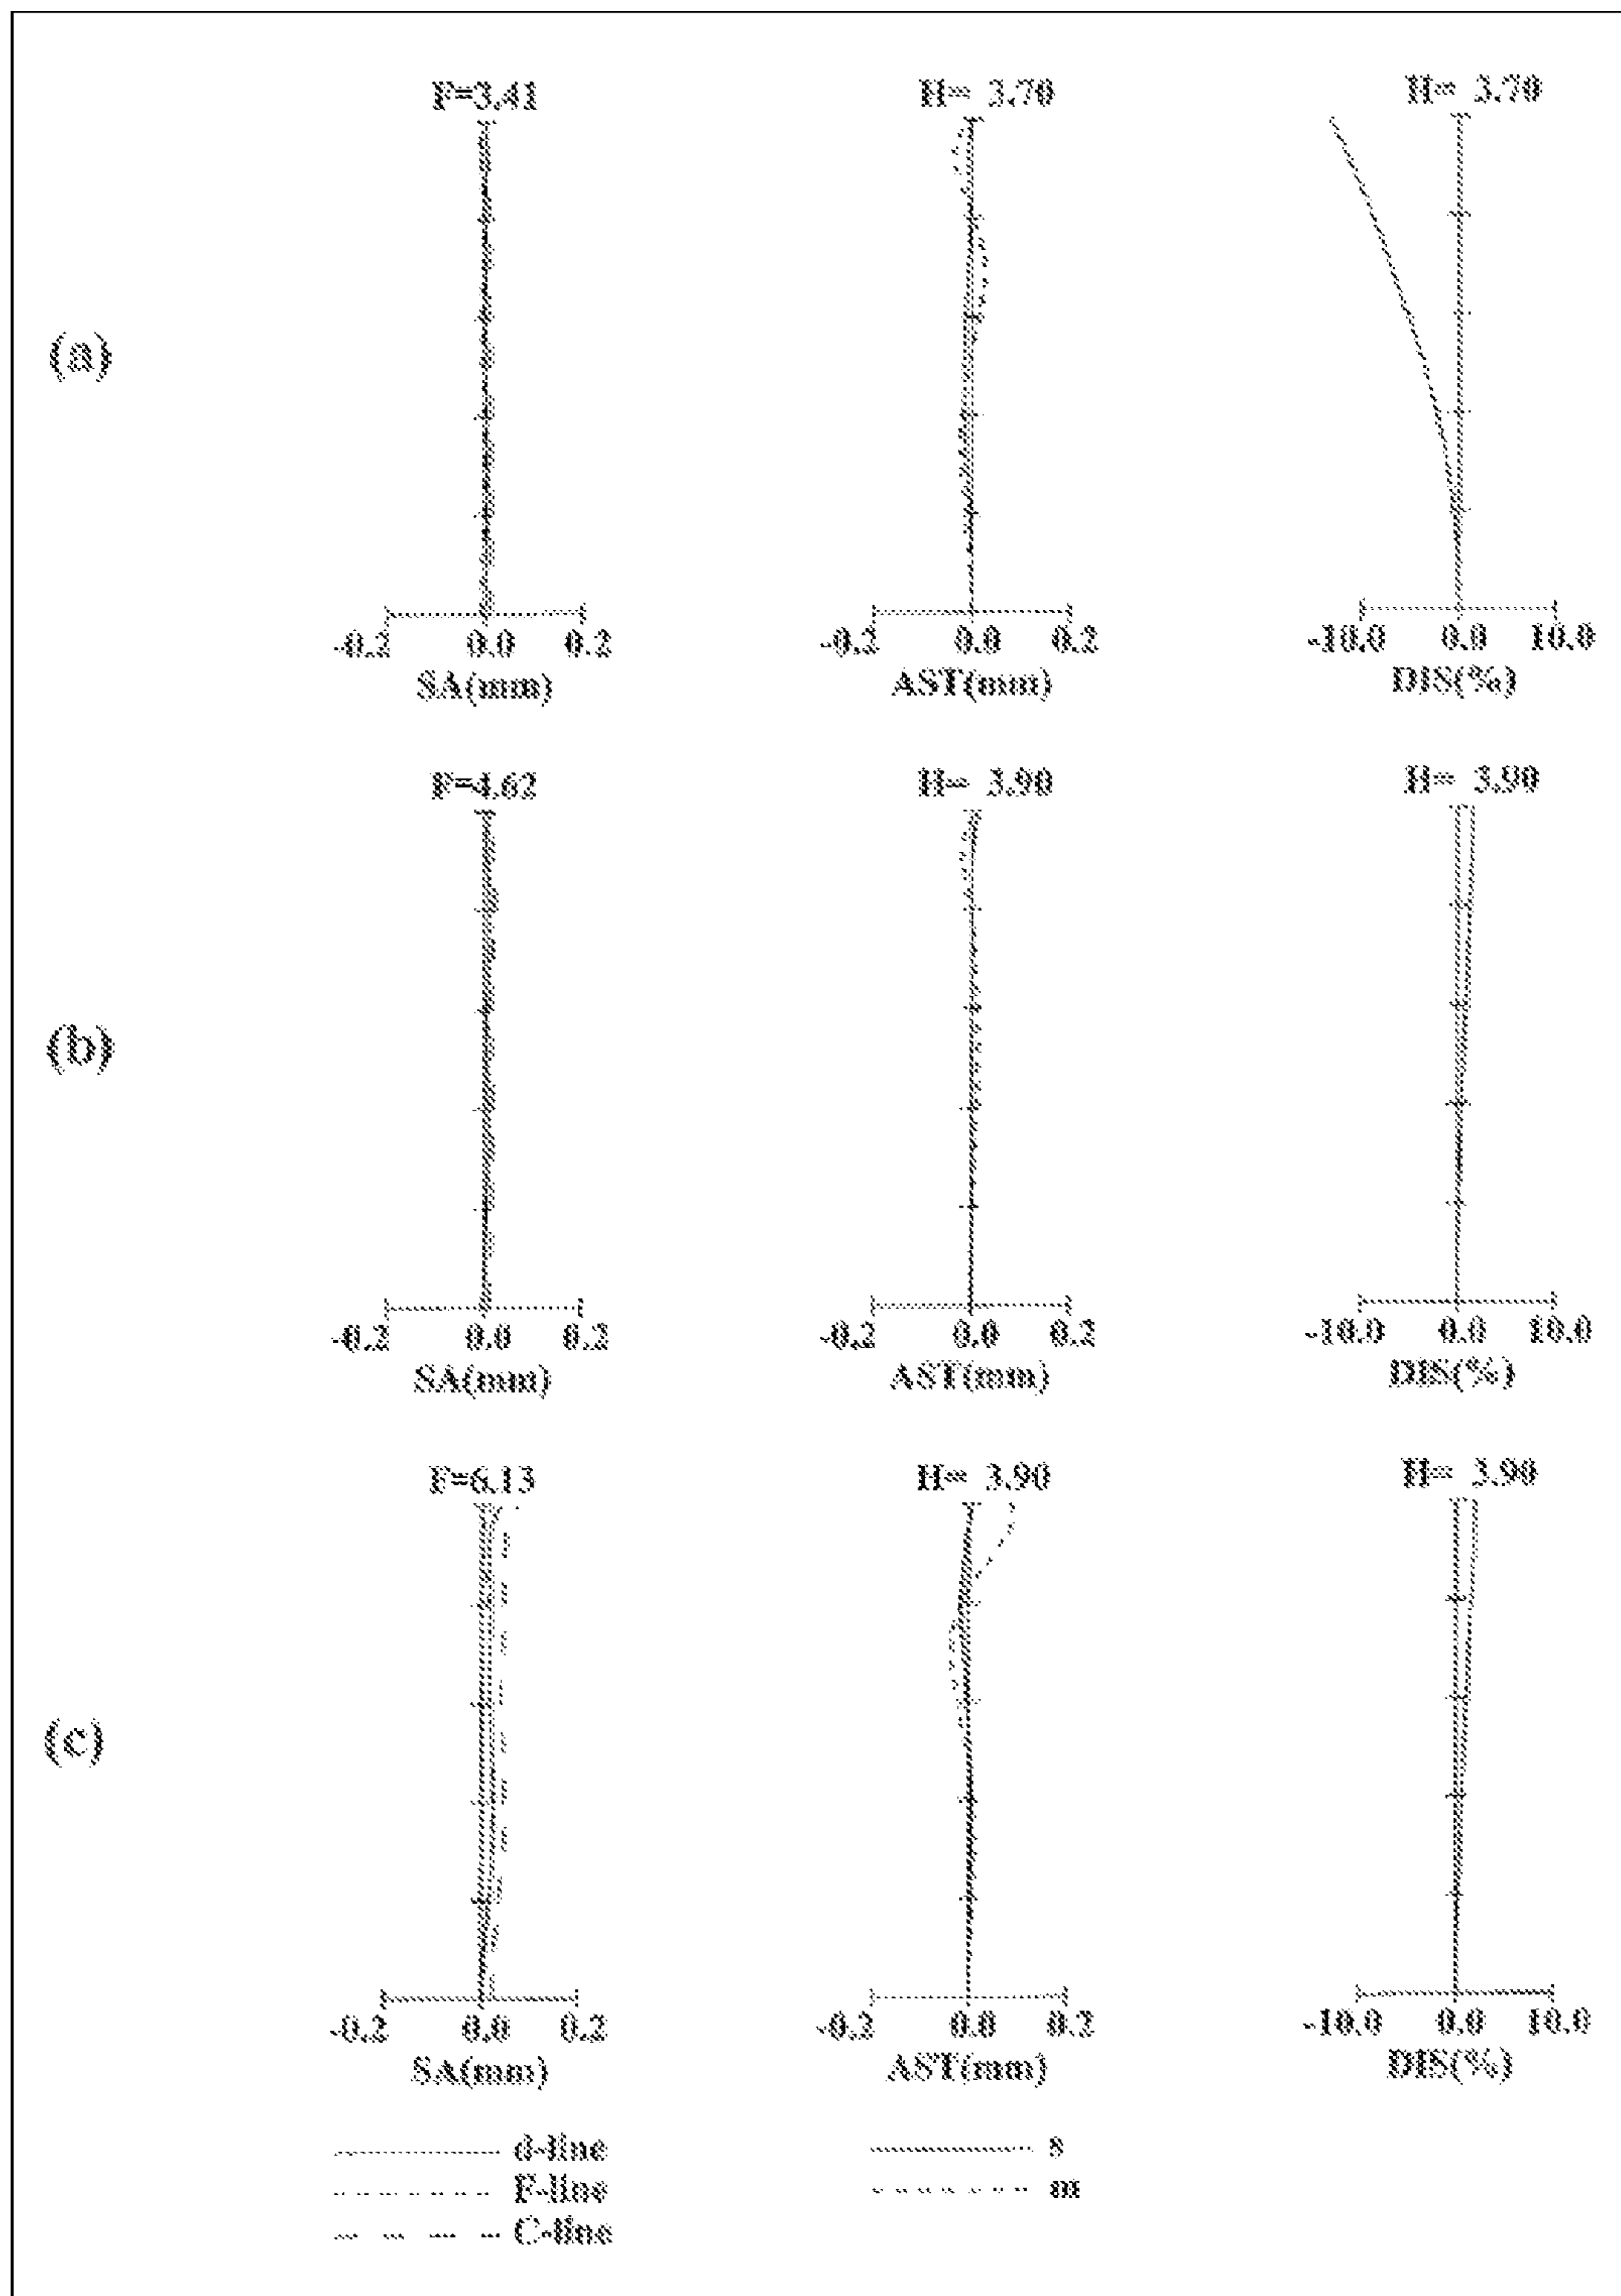 F=3.41 H= 3.70 H= 3.70
(a)
-0.2 0.0 0.2 -0.2 0.0 0.2 -10.0 0.0 10.0
SA(mm) AST(mm) DIS(%)
F=4.62 H= 3.90 H= 3.90
(b)
-0.2 0.0 0.2 -0.2 0.0 0.2 -10.0 0.0 10.0
SA(mm) AST(mm) DIS(%)
F=6.13 H= 3.90 H= 3.90
(c)
-0.2 0.0 0.2 -0.2 0.0 0.2 -10.0 0.0 10.0
SA(mm) AST(mm) DIS(%)
d-line s
F-line m
C-line